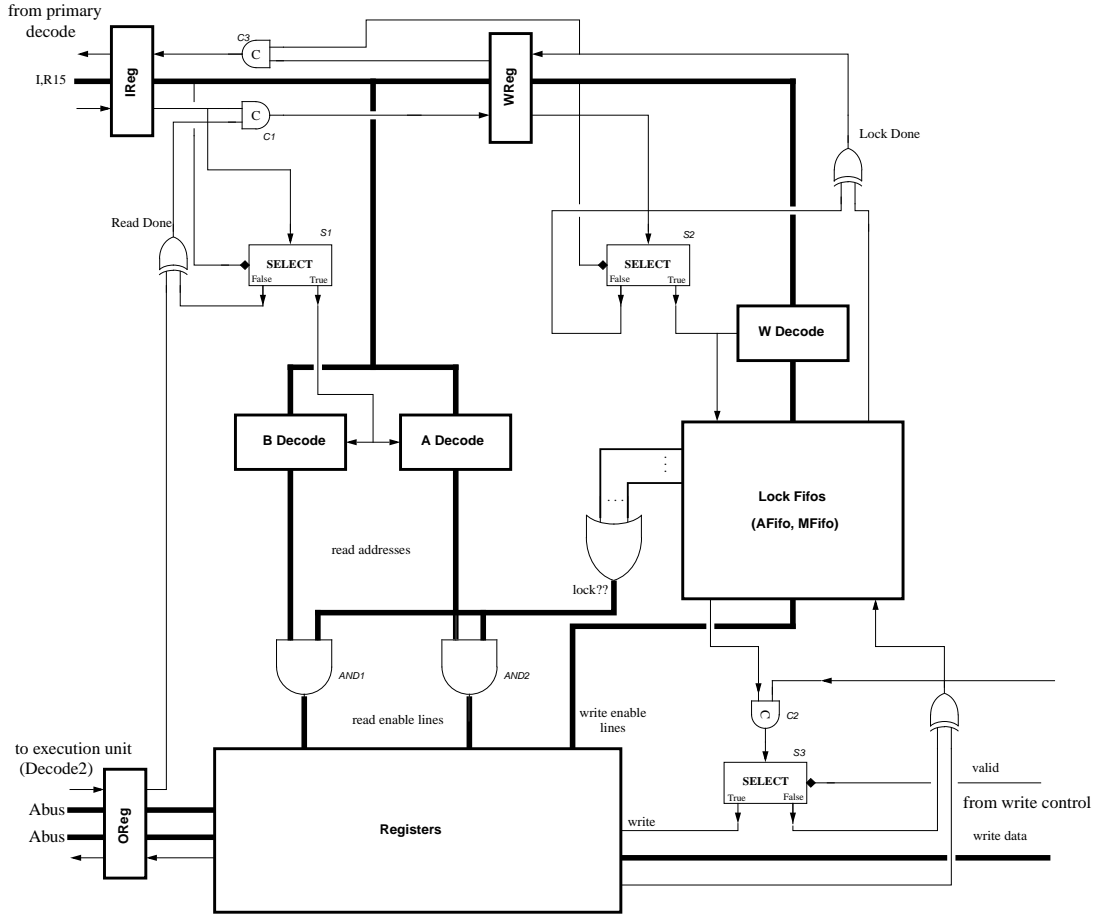 from primary
decode
C3
C
IReg
WReg
I,R15
C
C1
Lock Done
Read Done
S1
SELECT
False
True
S2
SELECT
False
True
W Decode
B Decode
A Decode
. . .
. . .
Lock Fifos
(AFifo, MFifo)
read addresses
lock??
AND1
AND2
read enable lines
write enable
lines
C
C2
to execution unit
(Decode2)
S3
SELECT
True
False
valid
from write control
Abus
Abus
OReg
Registers
write
write data